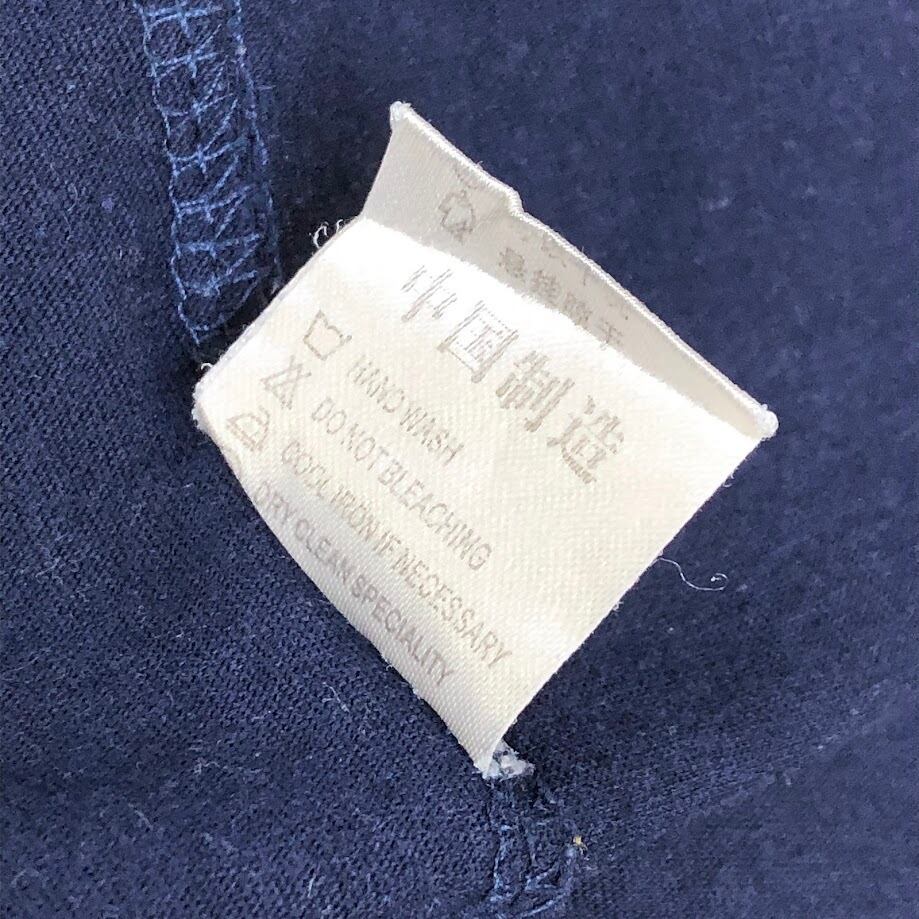 中国制造
HAND WASH
DO NOT BLEACHING
COOL IRON IF NECESSARY
DRY CLEAN SPECIALITY